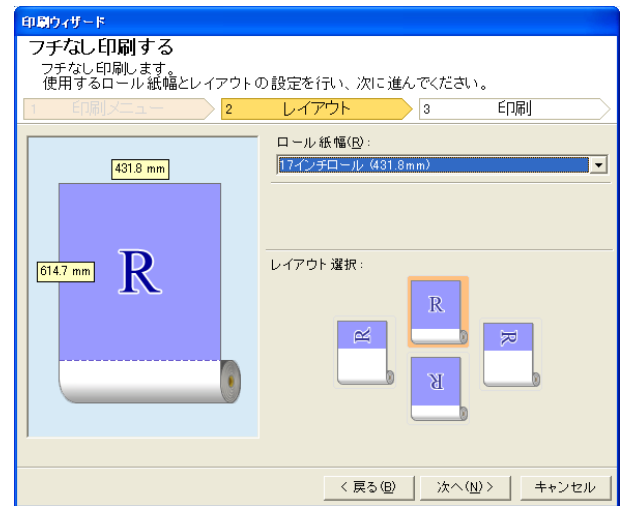 印刷ウィザード
フチなし印刷する
フチなし印刷します。
使用するロール紙幅とレイアウトの設定を行い、次に進んでください。
1 印刷メニュー 2 レイアウト 3 印刷
ロール紙幅(R):
17インチロール (431.8mm)
431.8 mm
614.7 mm
R
レイアウト選択:
R
R
R
R
< 戻る(B) 次へ(N) > キャンセル